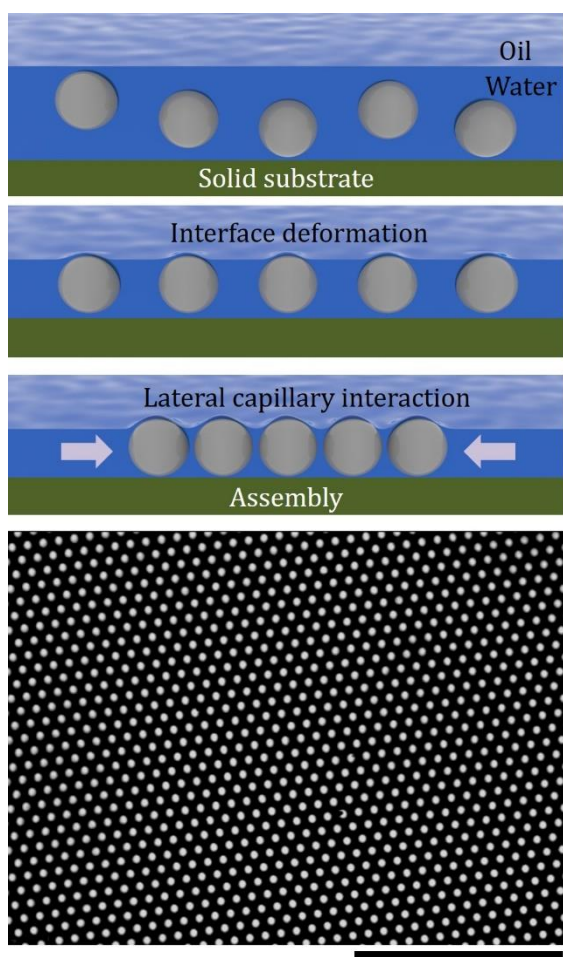 Oil
Water
Solid substrate
Interface deformation
Lateral capillary interaction
Assembly